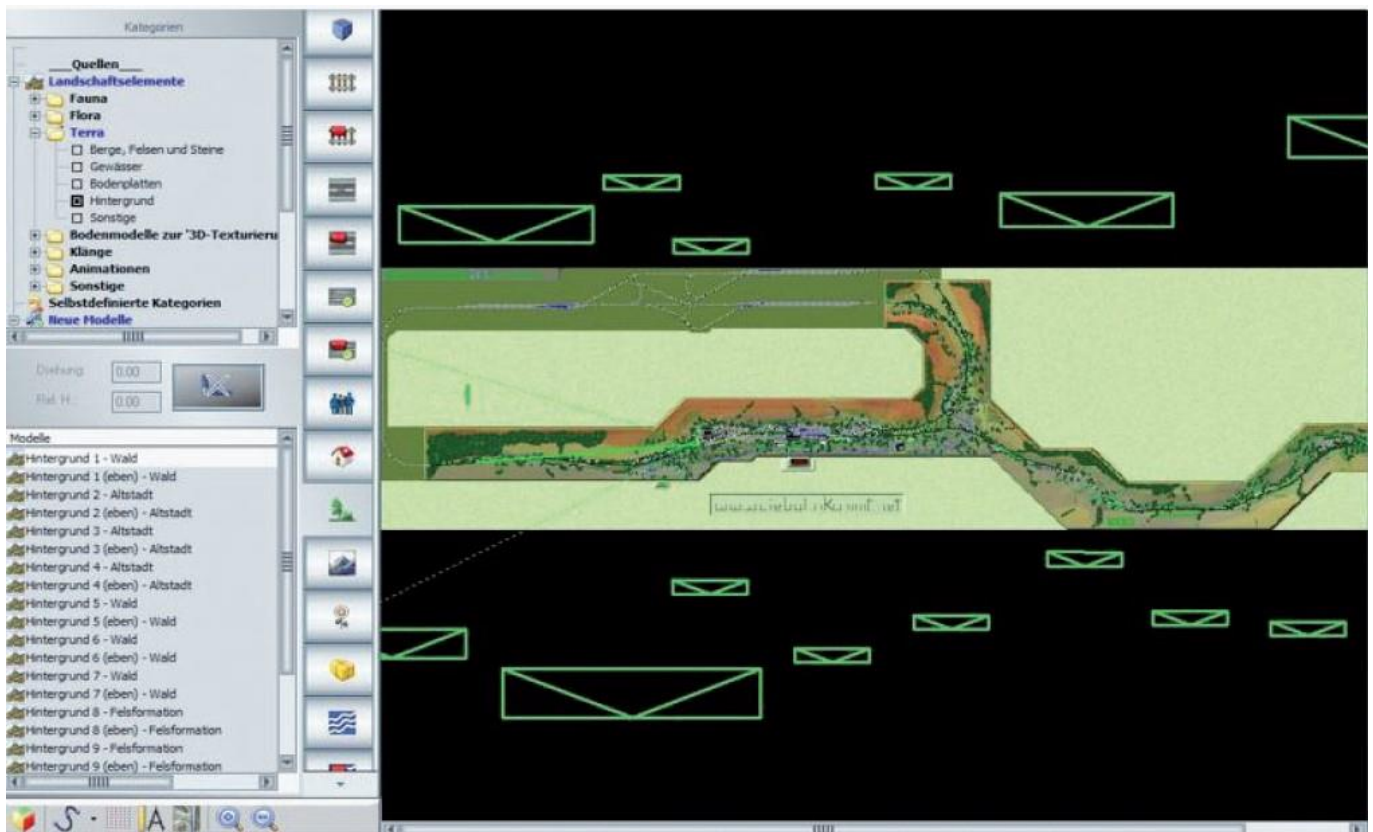 Kategorien
___Quellen___
Landschaftselemente
Fauna
Flora
Terra
Berge, Felsen und Steine
Gewässer
Bodenplatten
Hintergrund
Sonstige
Bodenmodelle zur '3D-Texturieru
Klänge
Animationen
Sonstige
Selbstdefinierte Kategorien
Neue Modelle
Drehung: 0.00
Rel. H.: 0.00
Modelle
Hintergrund 1 - Wald
Hintergrund 1 (eben) - Wald
Hintergrund 2 - Altstadt
Hintergrund 2 (eben) - Altstadt
Hintergrund 3 - Altstadt
Hintergrund 3 (eben) - Altstadt
Hintergrund 4 - Altstadt
Hintergrund 4 (eben) - Altstadt
Hintergrund 5 - Wald
Hintergrund 5 (eben) - Wald
Hintergrund 6 - Wald
Hintergrund 6 (eben) - Wald
Hintergrund 7 - Wald
Hintergrund 7 (eben) - Wald
Hintergrund 8 - Felsformation
Hintergrund 8 (eben) - Felsformation
Hintergrund 9 - Felsformation
Hintergrund 9 (eben) - Felsformation